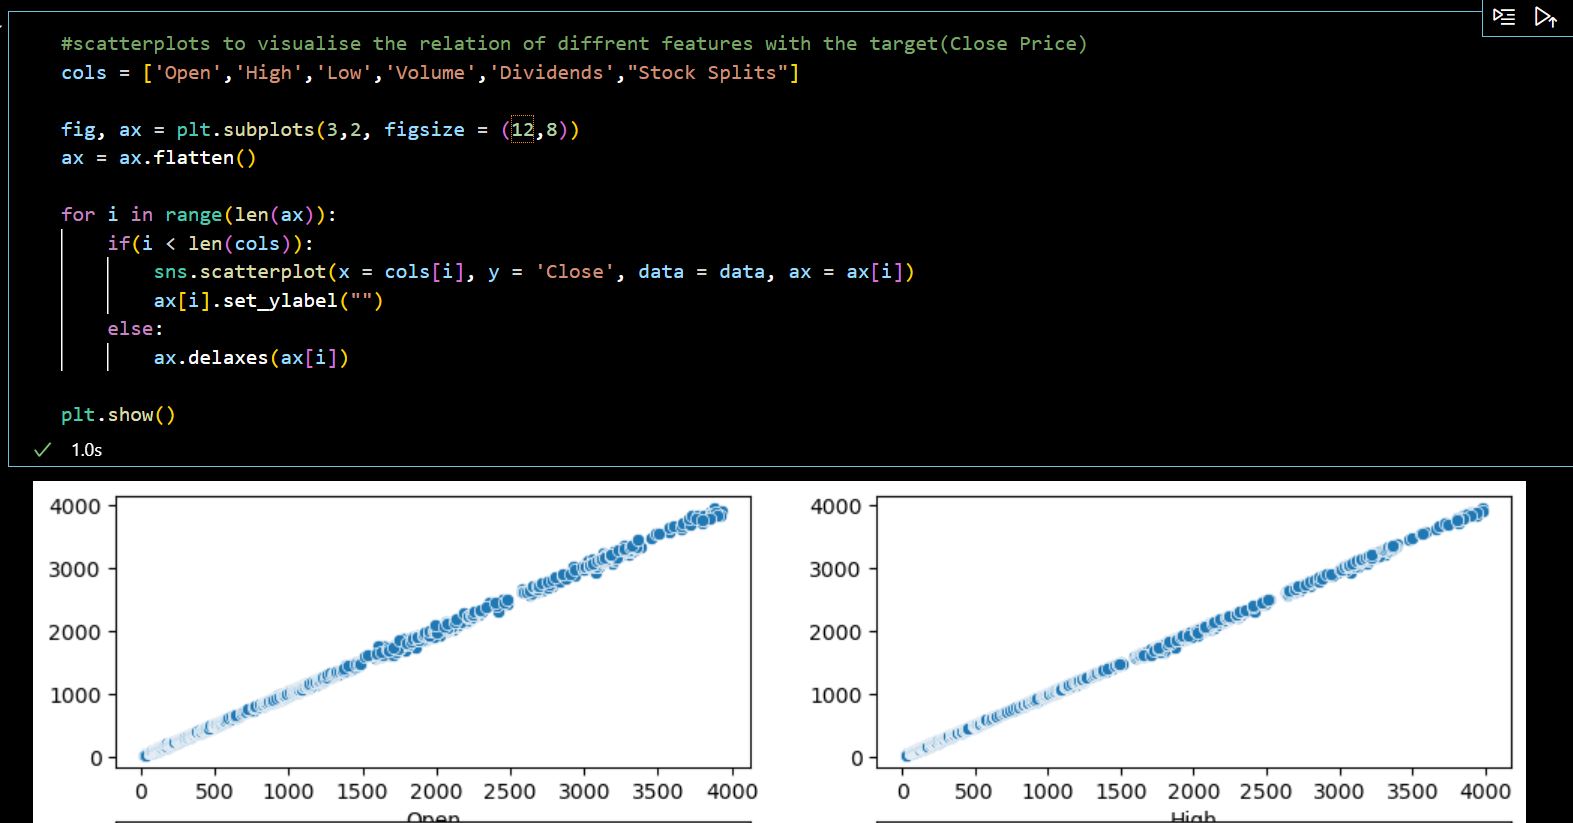 #scatterplots to visualise the relation of diffrent features with the target(Close Price)
cols = ['Open','High','Low','Volume','Dividends',"Stock Splits"]
fig, ax = plt.subplots(3,2, figsize = (12,8))
ax = ax.flatten()
for i in range(len(ax)):
if(i < len(cols)):
sns.scatterplot(x = cols[i], y = 'Close', data = data, ax = ax[i])
ax[i].set_ylabel("")
else:
ax.delaxes(ax[i])
plt.show()
1.0s
4000
3000
2000
1000
0
0 500 1000 1500 2000 2500 3000 3500 4000
Open
4000
3000
2000
1000
0
0 500 1000 1500 2000 2500 3000 3500 4000
High